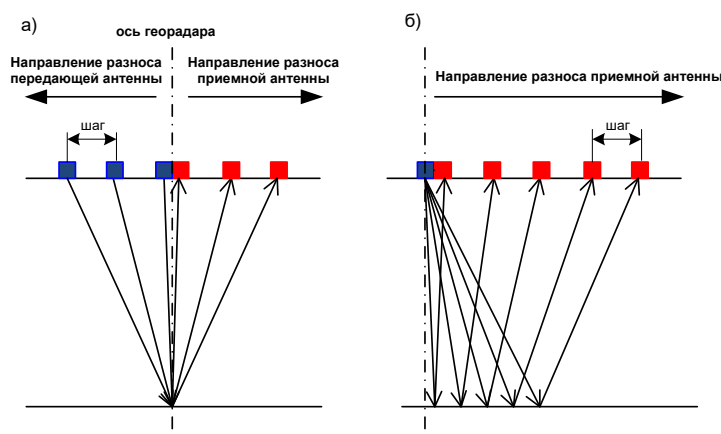 а)
ось георадара
Направление разноса
передающей антенны
Направление разноса
приемной антенны
шаг
б)
Направление разноса приемной антенны
шаг